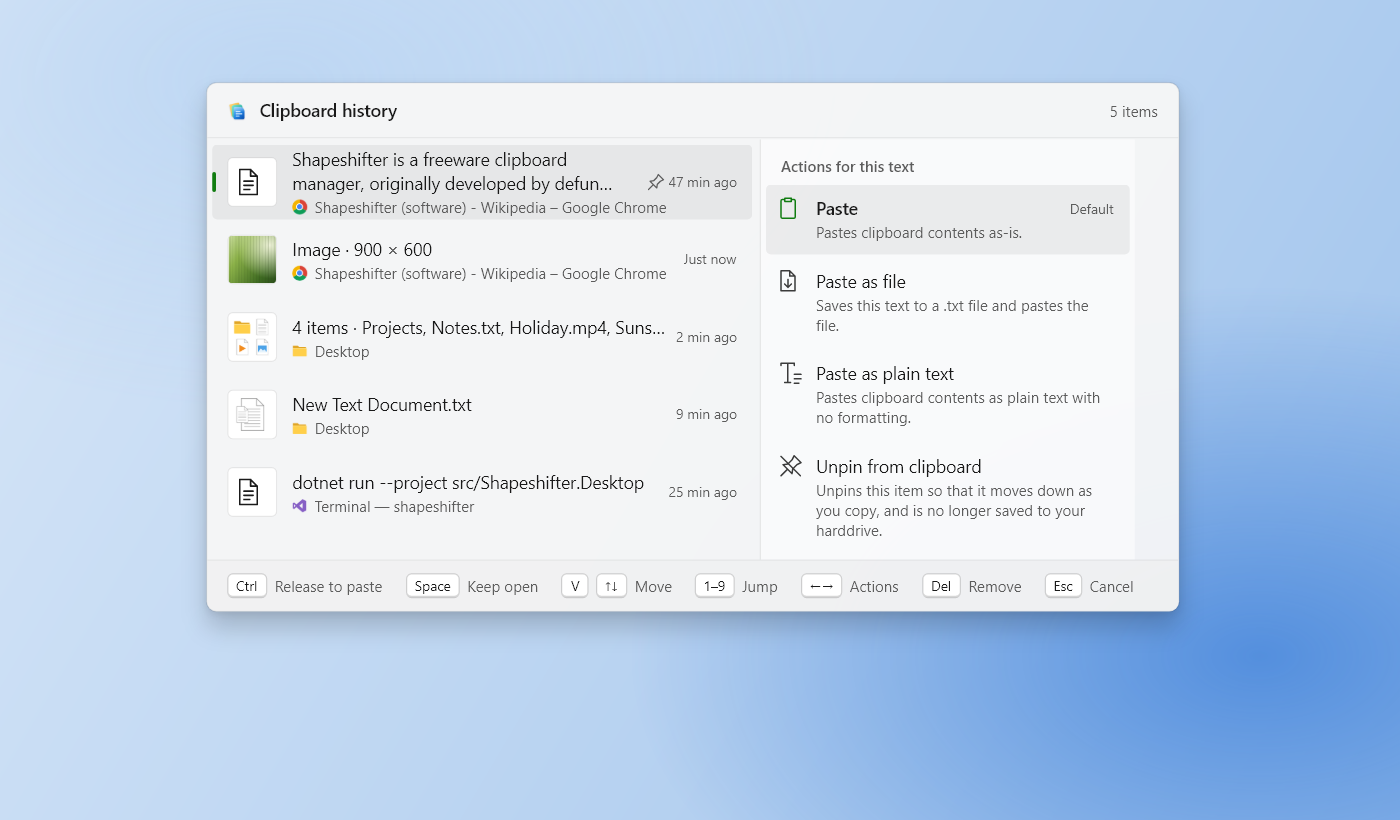 Clipboard history
5 items
Shapeshifter is a freeware clipboard
manager, originally developed by defun...
47 min ago
Shapeshifter (software) - Wikipedia – Google Chrome
Image · 900 × 600
Just now
Shapeshifter (software) - Wikipedia – Google Chrome
4 items · Projects, Notes.txt, Holiday.mp4, Suns...
2 min ago
Desktop
New Text Document.txt
9 min ago
Desktop
dotnet run --project src/Shapeshifter.Desktop
25 min ago
Terminal — shapeshifter
Actions for this text
Paste
Default
Pastes clipboard contents as-is.
Paste as file
Saves this text to a .txt file and pastes the
file.
Paste as plain text
Pastes clipboard contents as plain text with
no formatting.
Unpin from clipboard
Unpins this item so that it moves down as
you copy, and is no longer saved to your
harddrive.
Ctrl Release to paste Space Keep open V ↑↓ Move 1–9 Jump ←→ Actions Del Remove Esc Cancel